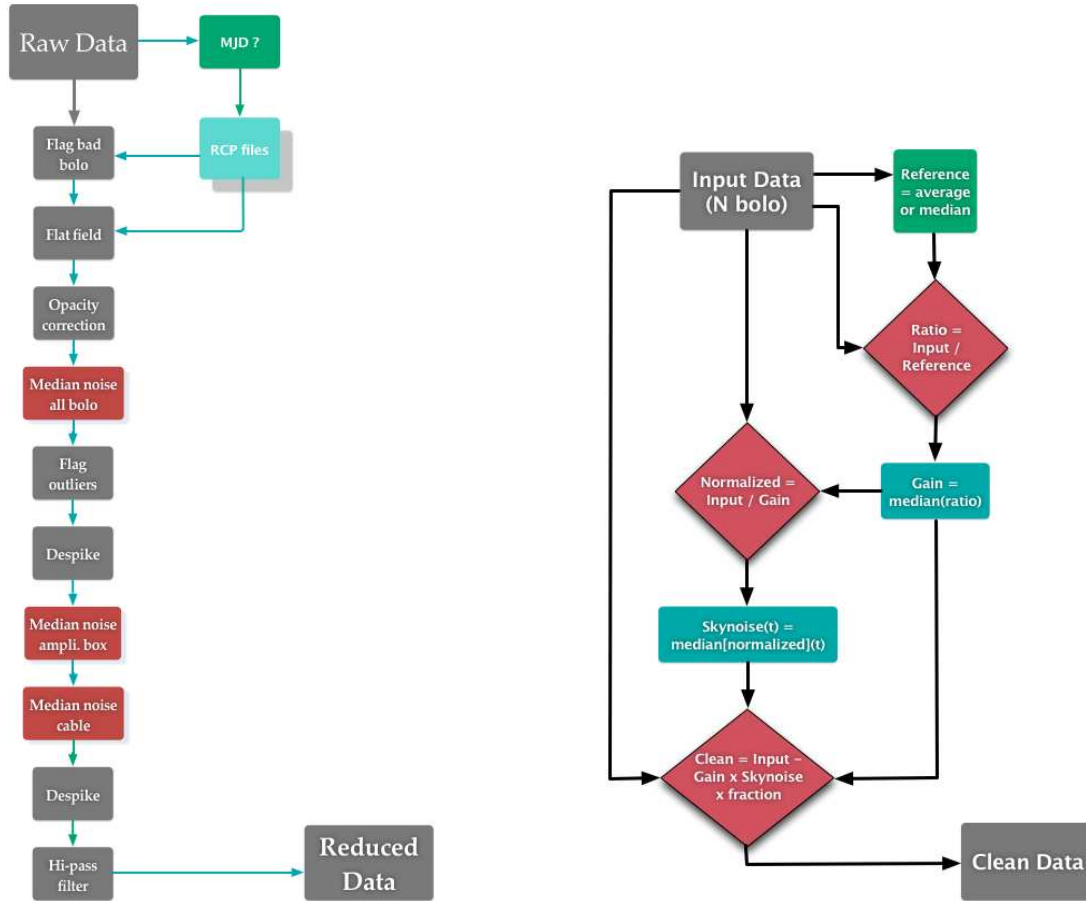 Raw Data
MJD ?
Flag bad
bolo
RCP files
Flat field
Opacity
correction
Median noise
all bolo
Flag
outliers
Despike
Median noise
ampli. box
Median noise
cable
Despike
Hi-pass
filter
Reduced
Data
Input Data
(N bolo)
Reference
= average
or median
Ratio =
Input /
Reference
Normalized =
Input / Gain
Gain =
median(ratio)
Skynoise(t) =
median[normalized](t)
Clean = Input –
Gain x Skynoise
x fraction
Clean Data